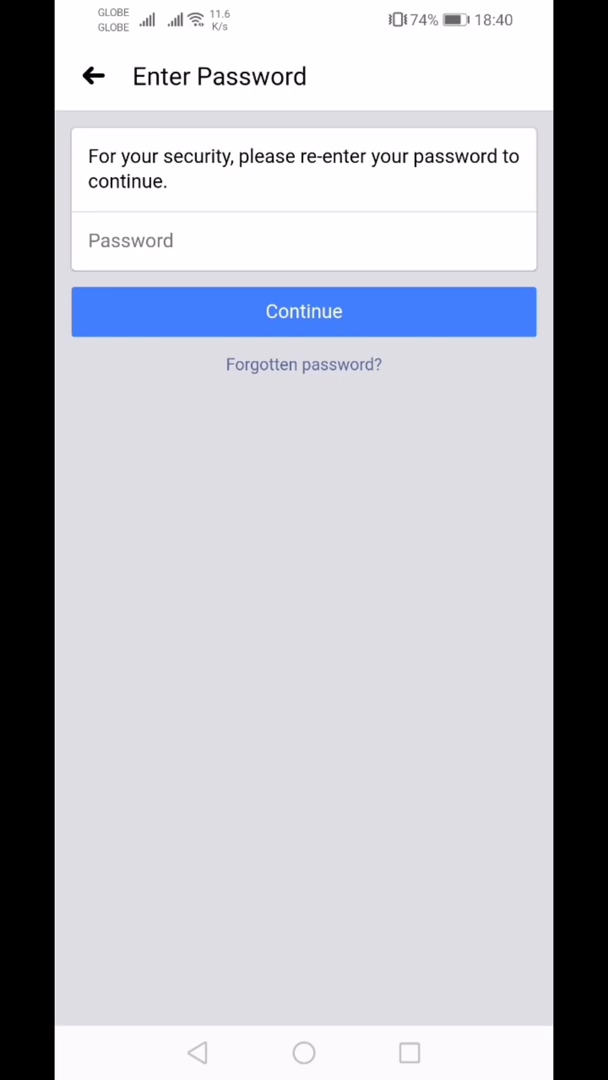 GLOBE
GLOBE
11.6
K/s
74%
18:40
Enter Password
For your security, please re-enter your password to
continue.
Password
Continue
Forgotten password?